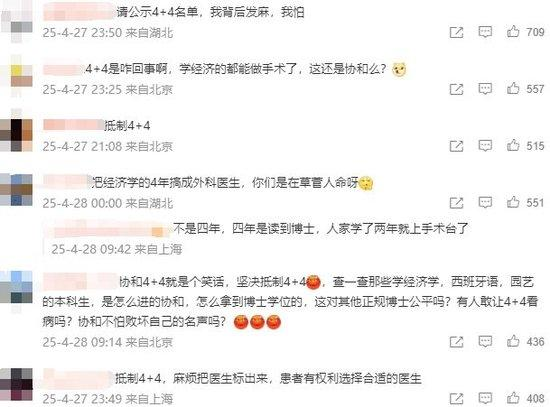 请公示4+4名单，我背后发麻，我怕
25-4-27 23:50 来自湖北
709
4+4是咋回事啊，学经济的都能做手术了，这还是协和么？
25-4-27 23:25 来自北京
557
抵制4+4
25-4-27 21:08 来自北京
515
把经济学的4年搞成外科医生，你们是在草菅人命呀
25-4-28 00:00 来自湖北
551
不是四年，四年是读到博士，人家学了两年就上手术台了
25-4-28 09:42 来自上海
协和4+4就是个笑话，坚决抵制4+4，查一查那些学经济学，西班牙语，园艺
的本科生，是怎么进的协和，怎么拿到博士学位的，这对其他正规博士公平吗？有人敢让4+4看
病吗？协和不怕败坏自己的名声吗？
25-4-28 09:14 来自北京
436
抵制4+4，麻烦把医生标出来，患者有权利选择合适的医生
25-4-27 23:49 来自上海
408